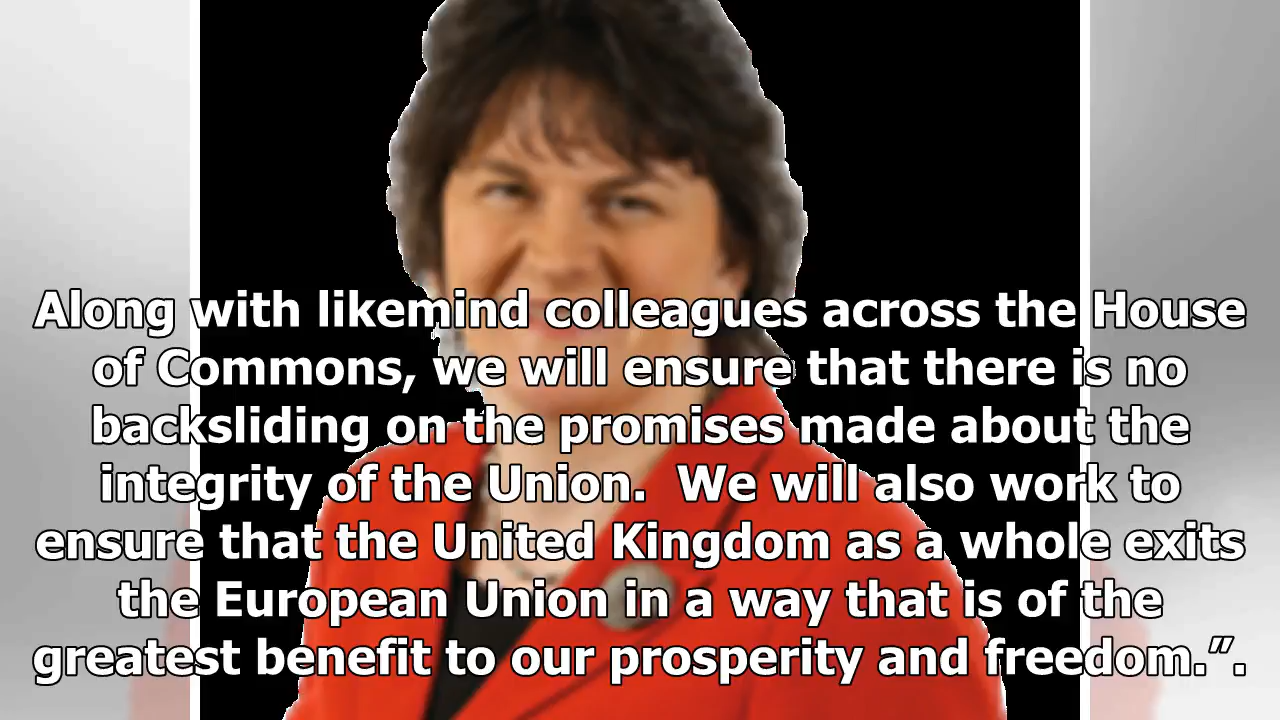 Along with likemind colleagues across the House
of Commons, we will ensure that there is no
backsliding on the promises made about the
integrity of the Union.  We will also work to
ensure that the United Kingdom as a whole exits
the European Union in a way that is of the
greatest benefit to our prosperity and freedom.”.